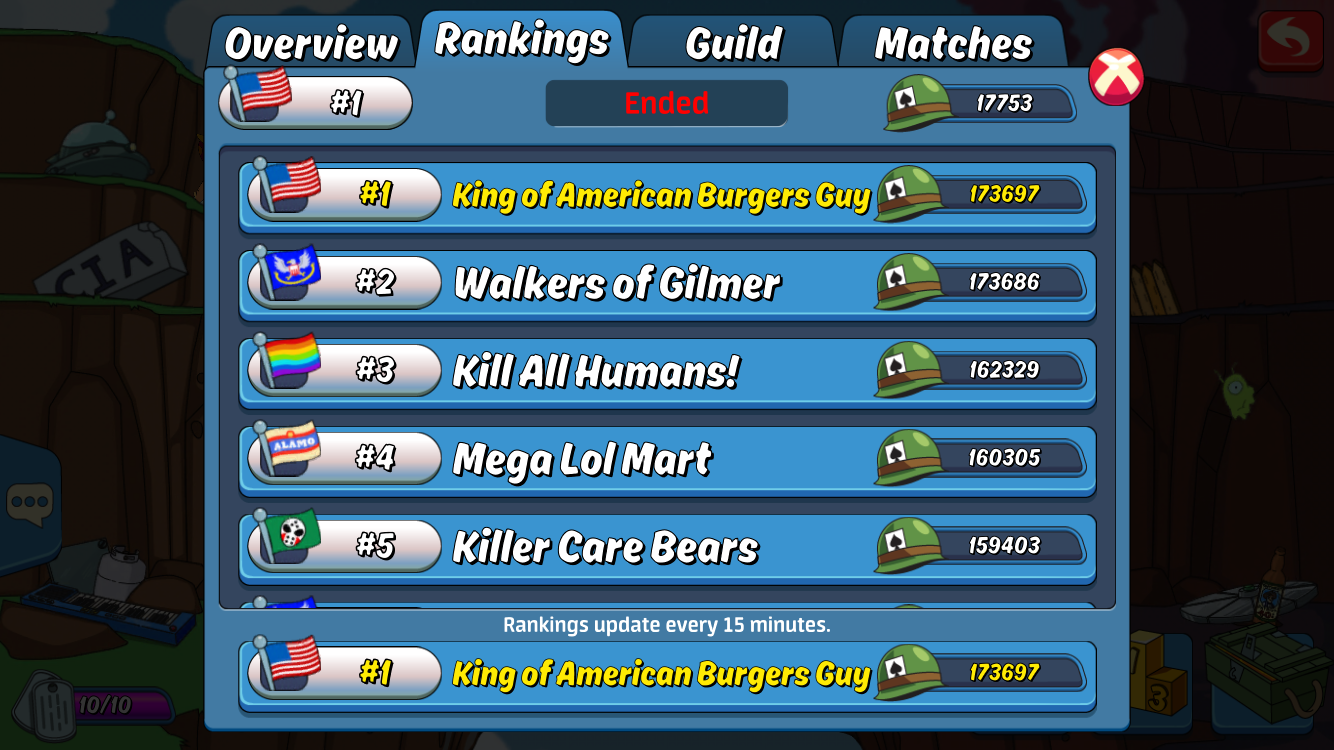 Overview Rankings Guild Matches
#1 Ended 17753
#1 King of American Burgers Guy 173697
#2 Walkers of Gilmer 173686
#3 Kill All Humans! 162329
ALAMO
#4 Mega Lol Mart 160305
#5 Killer Care Bears 159403
Rankings update every 15 minutes.
#1 King of American Burgers Guy 173697
CIA
10/10
3